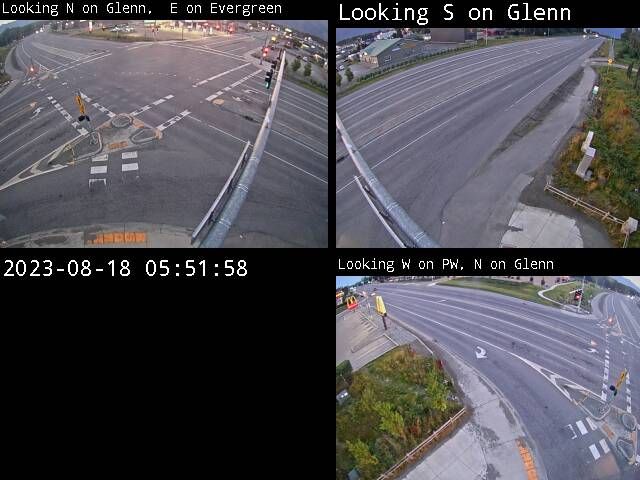 Looking N on Glenn,  E on Evergreen
Looking S on Glenn
2023-08-18 05:51:58
Looking W on PW, N on Glenn